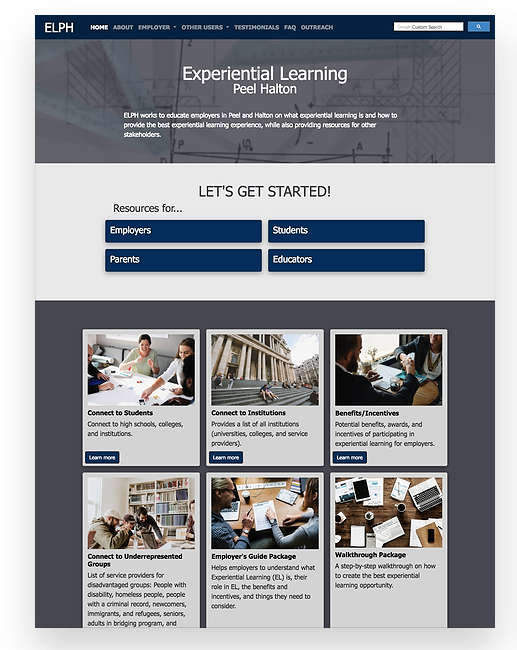 ELPH HOME ABOUT EMPLOYER OTHER USERS TESTIMONIALS FAQ OUTREACH Google Custom Search
Experiential Learning
Peel Halton
ELPH works to educate employers in Peel and Halton on what experiential learning is and how to
provide the best experiential learning experience, while also providing resources for other
stakeholders.
LET'S GET STARTED!
Resources for...
Employers Students
Parents Educators
Connect to Students
Connect to high schools, colleges,
and institutions.
Learn more
Connect to Institutions
Provides a list of all institutions
(universities, colleges, and service
providers).
Learn more
Benefits/Incentives
Potential benefits, awards, and
incentives of participating in
experiential learning for employers.
Learn more
Connect to Underrepresented
Groups
List of service providers for
disadvantaged groups: People with
disability, homeless people, people
with a criminal record, newcomers,
immigrants, and refugees, seniors,
adults in bridging program, and
Employer's Guide Package
Helps employers to understand what
Experiential Learning (EL) is, their
role in EL, the benefits and
incentives, and things they need to
consider.
Walkthrough Package
A step-by-step walkthrough on how
to create the best experiential
learning opportunity.